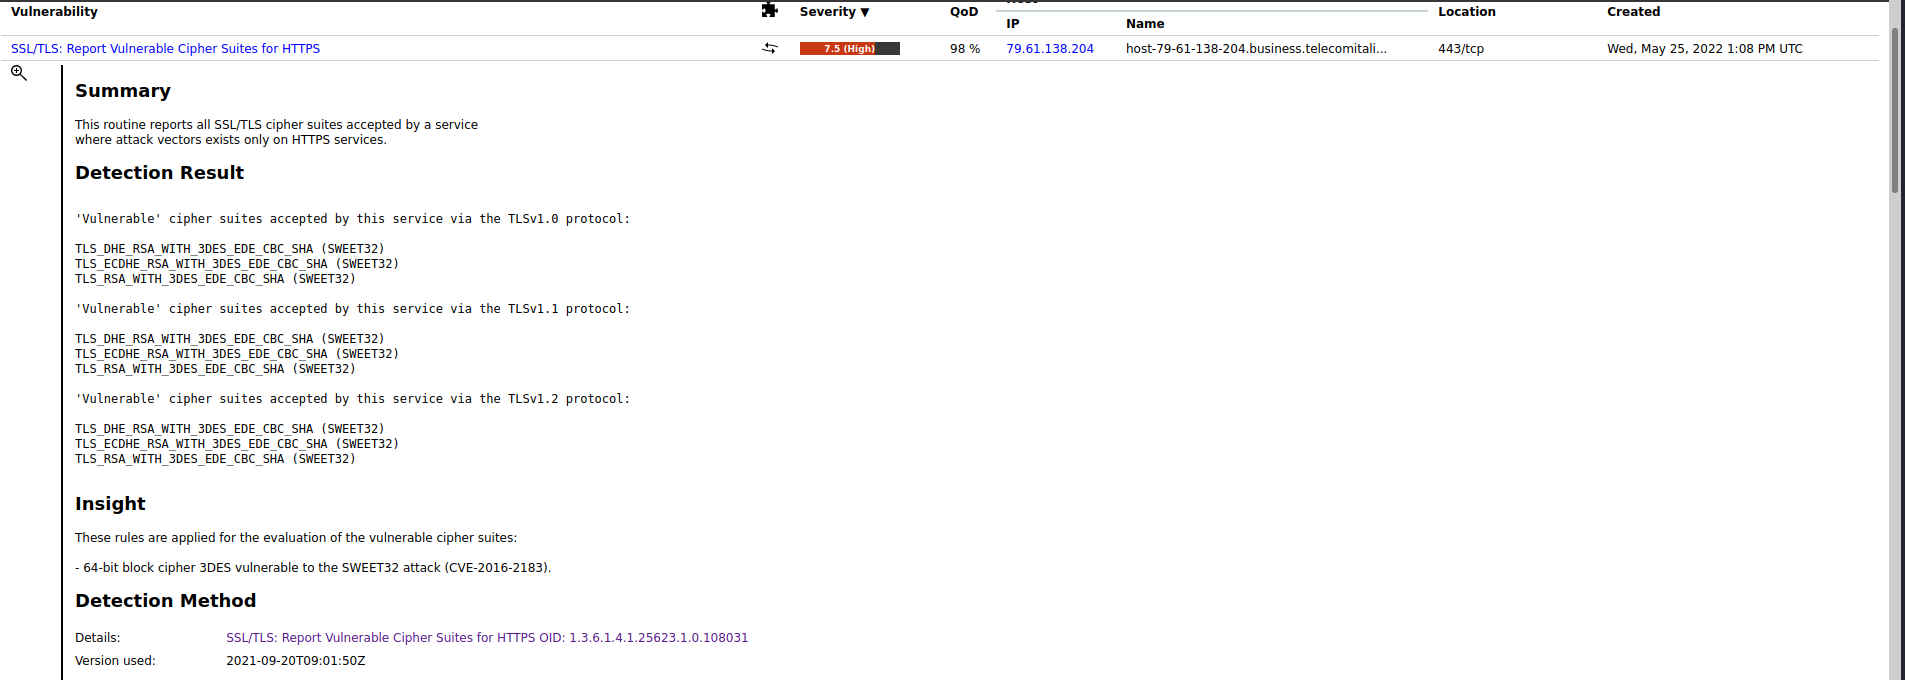 Vulnerability Severity ▼ QoD Location Created
IP Name
SSL/TLS: Report Vulnerable Cipher Suites for HTTPS 7.5 (High) 98 % 79.61.138.204 host-79-61-138-204.business.telecomitali... 443/tcp Wed, May 25, 2022 1:08 PM UTC
Summary
This routine reports all SSL/TLS cipher suites accepted by a service
where attack vectors exists only on HTTPS services.
Detection Result
'Vulnerable' cipher suites accepted by this service via the TLSv1.0 protocol:
TLS_DHE_RSA_WITH_3DES_EDE_CBC_SHA (SWEET32)
TLS_ECDHE_RSA_WITH_3DES_EDE_CBC_SHA (SWEET32)
TLS_RSA_WITH_3DES_EDE_CBC_SHA (SWEET32)
'Vulnerable' cipher suites accepted by this service via the TLSv1.1 protocol:
TLS_DHE_RSA_WITH_3DES_EDE_CBC_SHA (SWEET32)
TLS_ECDHE_RSA_WITH_3DES_EDE_CBC_SHA (SWEET32)
TLS_RSA_WITH_3DES_EDE_CBC_SHA (SWEET32)
'Vulnerable' cipher suites accepted by this service via the TLSv1.2 protocol:
TLS_DHE_RSA_WITH_3DES_EDE_CBC_SHA (SWEET32)
TLS_ECDHE_RSA_WITH_3DES_EDE_CBC_SHA (SWEET32)
TLS_RSA_WITH_3DES_EDE_CBC_SHA (SWEET32)
Insight
These rules are applied for the evaluation of the vulnerable cipher suites:
- 64-bit block cipher 3DES vulnerable to the SWEET32 attack (CVE-2016-2183).
Detection Method
Details: SSL/TLS: Report Vulnerable Cipher Suites for HTTPS OID: 1.3.6.1.4.1.25623.1.0.108031
Version used: 2021-09-20T09:01:50Z